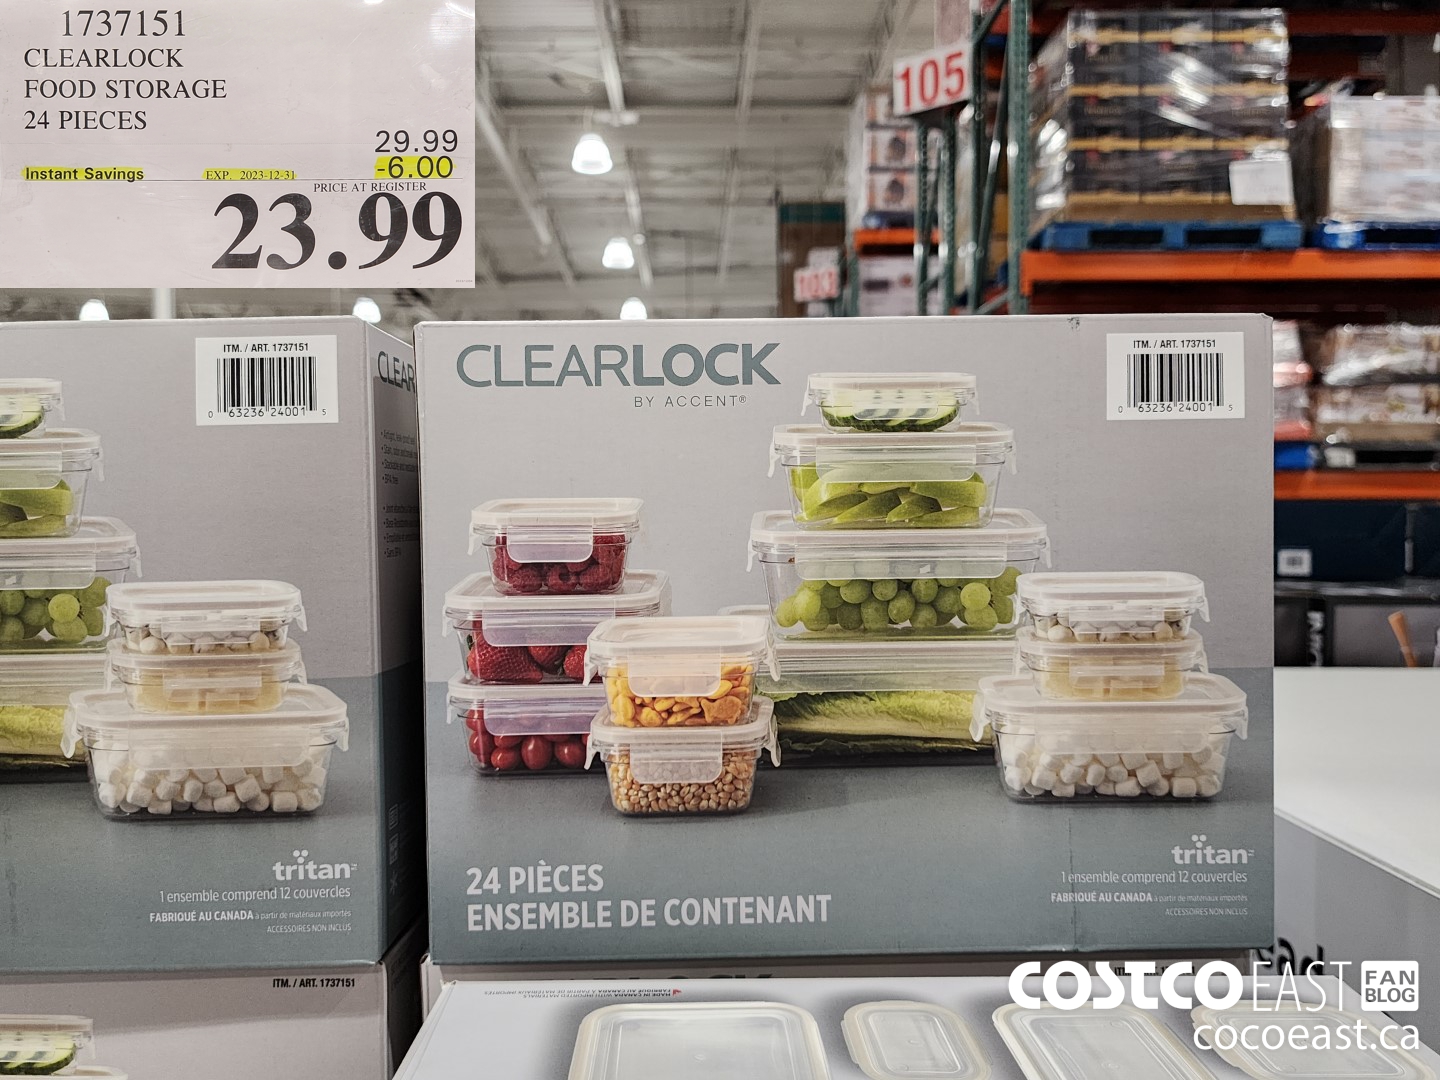 1737151
CLEARLOCK
FOOD STORAGE
24 PIECES
29.99
Instant Savings EXP. 2023-12-31 -6.00
PRICE AT REGISTER
23.99
105
103
ITM. / ART. 1737151
0 63236 24001 5
CLEAR
CLEARLOCK
BY ACCENT®
ITM. / ART. 1737151
0 63236 24001 5
tritan
1 ensemble comprend 12 couvercles
FABRIQUÉ AU CANADA à partir de matériaux importés
ACCESSOIRES NON INCLUS
24 PIÈCES
ENSEMBLE DE CONTENANT
tritan
1 ensemble comprend 12 couvercles
FABRIQUÉ AU CANADA à partir de matériaux importés
ACCESSOIRES NON INCLUS
ITM. / ART. 1737151
COSTCO EAST FAN BLOG
cocoeast.ca